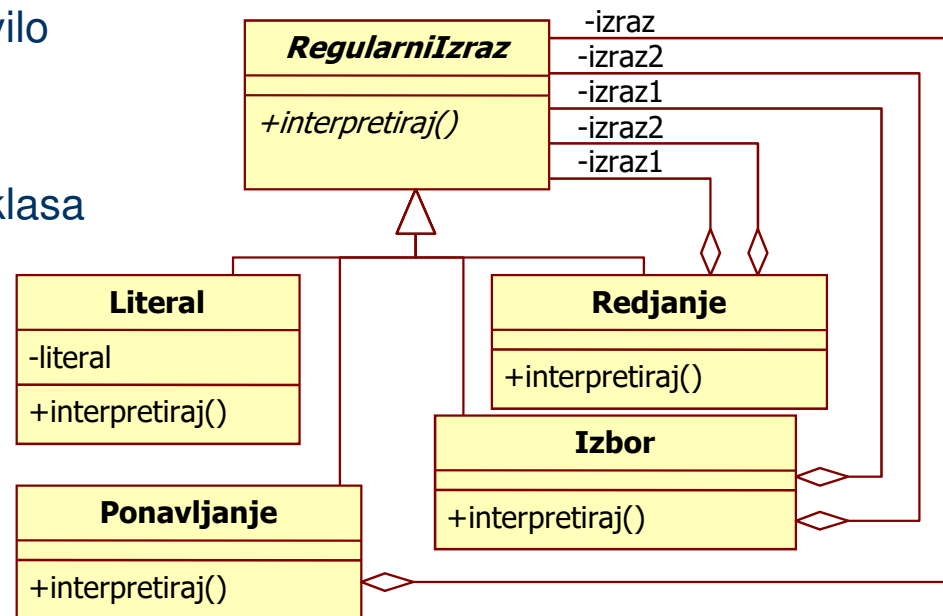 vilo
klasa
RegularniIzraz
+interpretiraj()
-izraz
-izraz2
-izraz1
-izraz2
-izraz1
Literal
-literal
+interpretiraj()
Redjanje
+interpretiraj()
Izbor
+interpretiraj()
Ponavljanje
+interpretiraj()